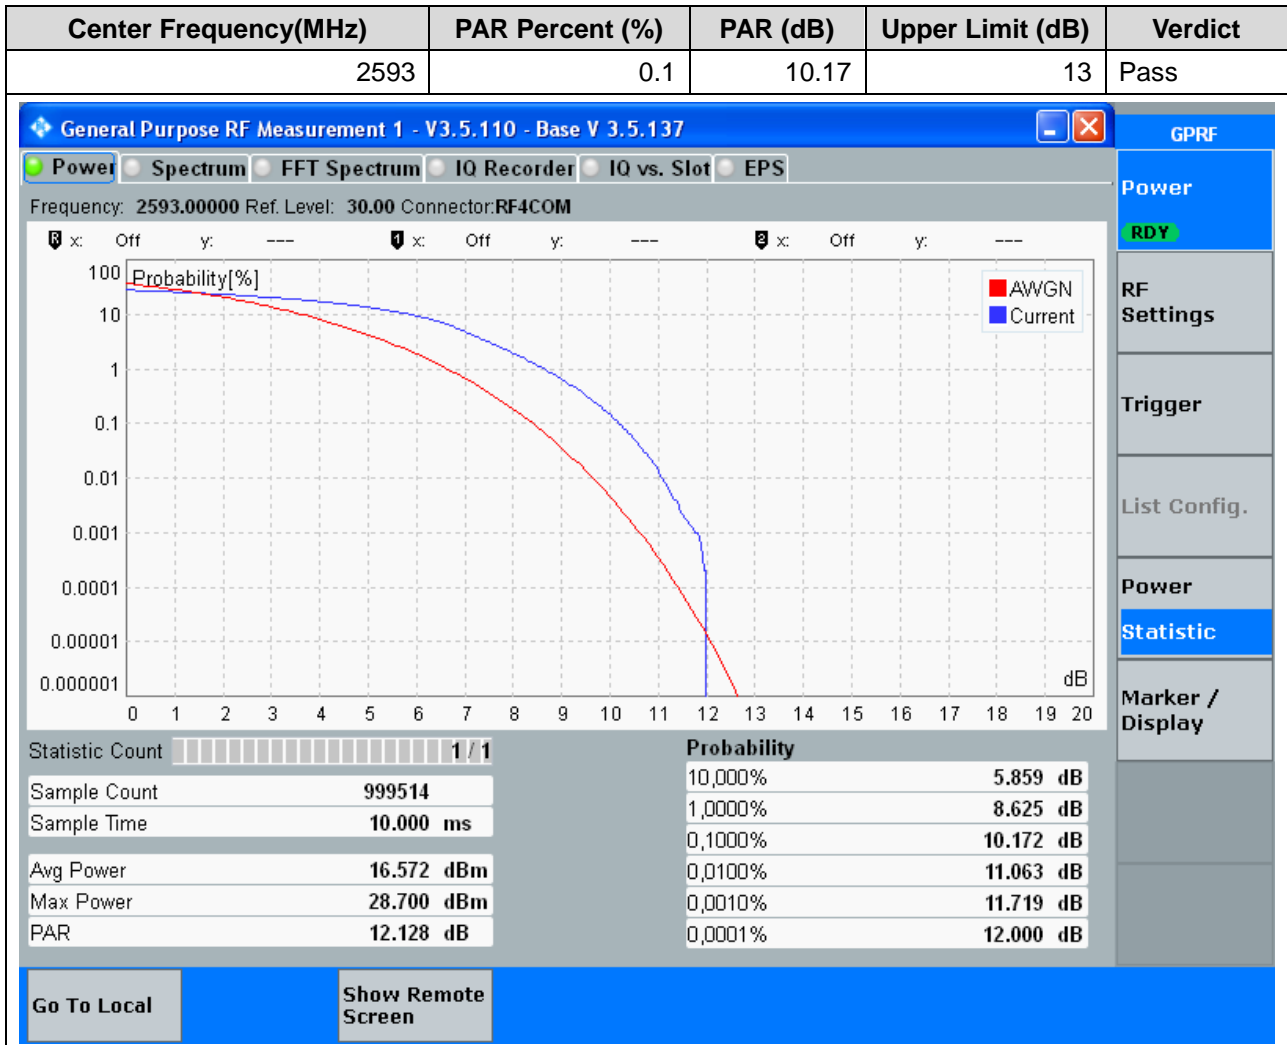 Center Frequency(MHz) PAR Percent (%) PAR (dB) Upper Limit (dB) Verdict
2593 0.1 10.17 13 Pass
General Purpose RF Measurement 1 - V3.5.110 - Base V 3.5.137
GPRF
Power Spectrum FFT Spectrum IQ Recorder IQ vs. Slot EPS
Frequency: 2593.00000 Ref. Level: 30.00 Connector:RF4COM
R x: Off y: --- 1 x: Off y: --- 2 x: Off y: ---
Probability[%]
100
10
1
0.1
0.01
0.001
0.0001
0.00001
0.000001
AWGN
Current
dB
0 1 2 3 4 5 6 7 8 9 10 11 12 13 14 15 16 17 18 19 20
Statistic Count 1 / 1
Sample Count 999514
Sample Time 10.000 ms
Avg Power 16.572 dBm
Max Power 28.700 dBm
PAR 12.128 dB
Probability
10,000% 5.859 dB
1,0000% 8.625 dB
0,1000% 10.172 dB
0,0100% 11.063 dB
0,0010% 11.719 dB
0,0001% 12.000 dB
Power
RDY
RF
Settings
Trigger
List Config.
Power
Statistic
Marker /
Display
Go To Local
Show Remote
Screen